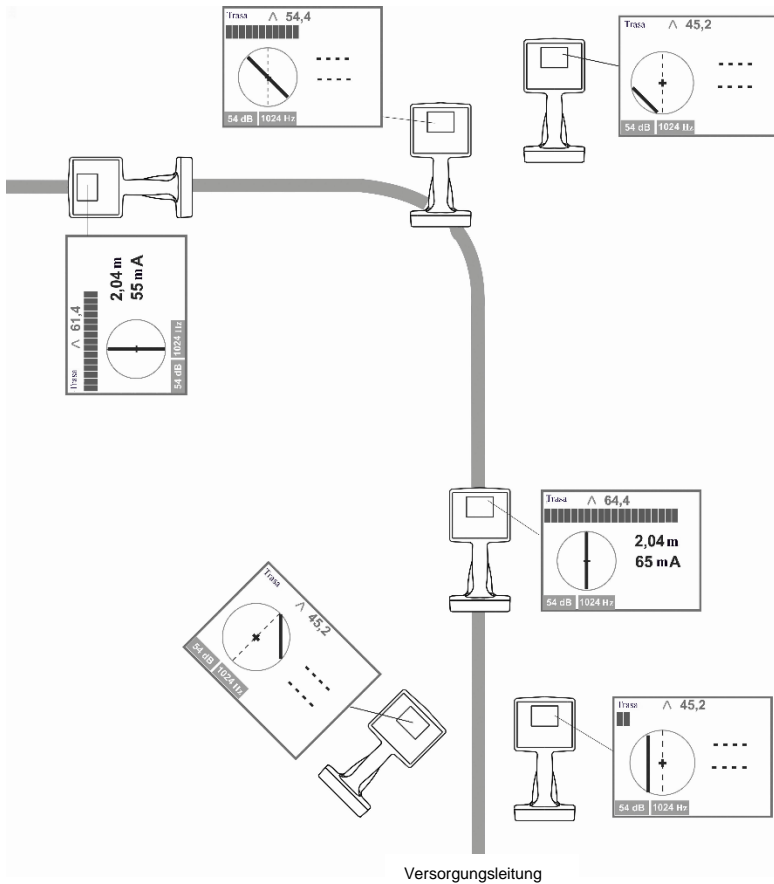 Trasa ∧ 54,4
- - - -
- - - -
54 dB 1024 Hz
Trasa ∧ 45,2
- - - -
- - - -
54 dB 1024 Hz
Trasa ∧ 61,4
2,04 m
55 mA
54 dB 1024 Hz
Trasa ∧ 64,4
2,04 m
65 mA
54 dB 1024 Hz
Trasa ∧ 45,2
- - - -
- - - -
54 dB 1024 Hz
Trasa ∧ 45,2
- - - -
- - - -
54 dB 1024 Hz
Versorgungsleitung